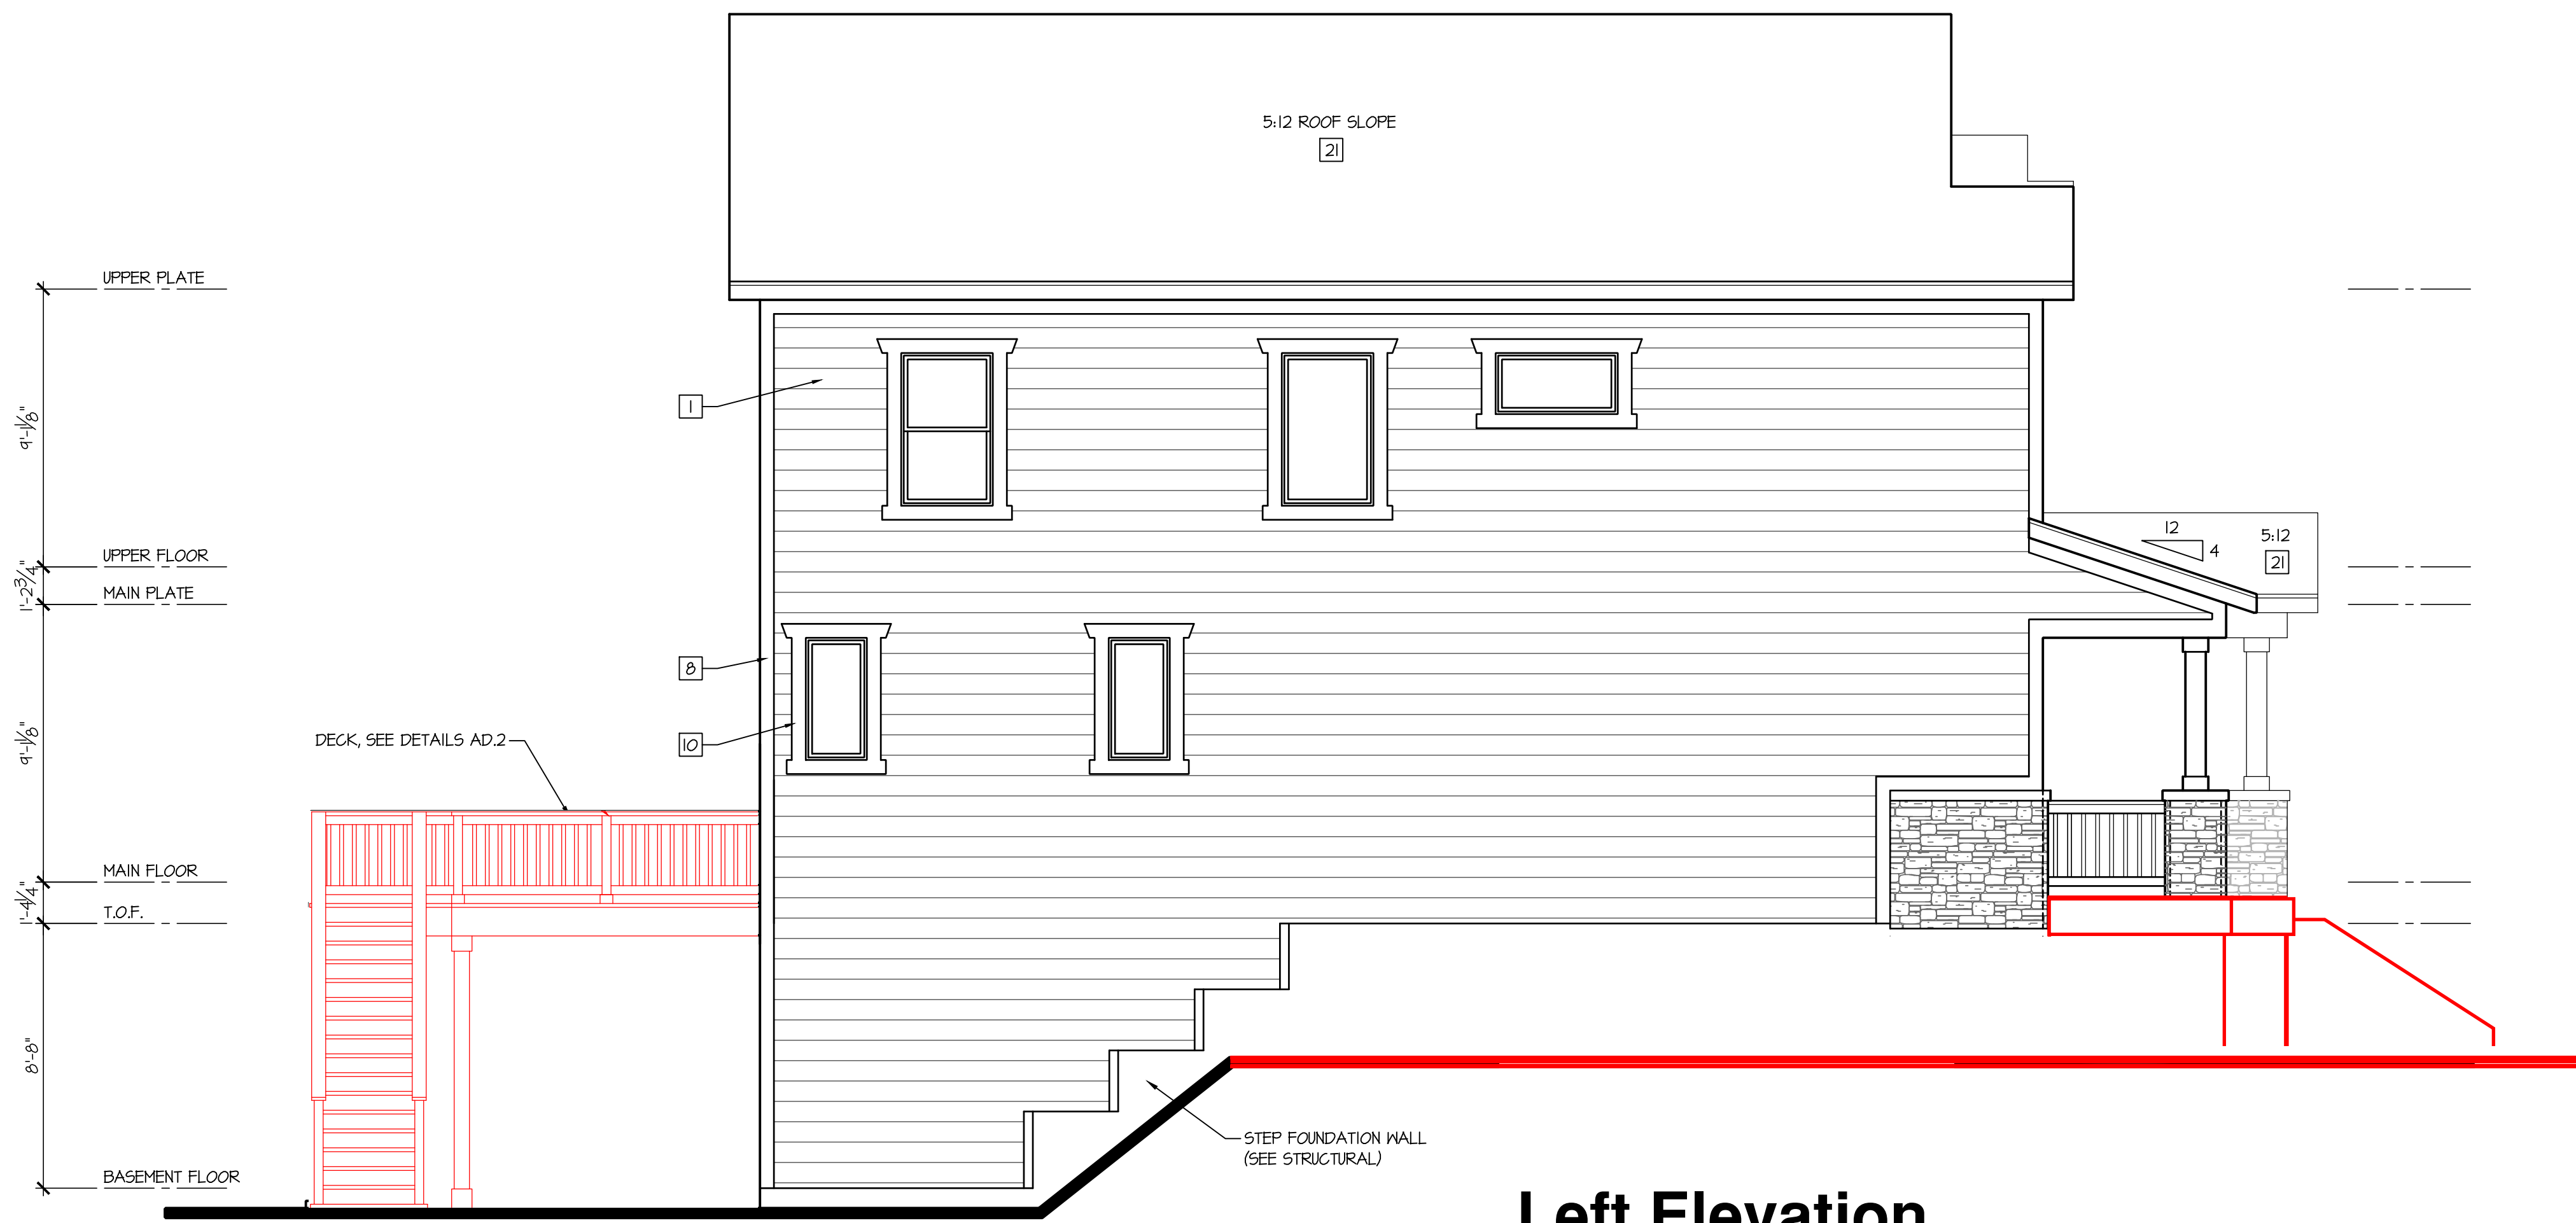 5:12 ROOF SLOPE
21
UPPER PLATE
9'-1 1/8"
1
UPPER FLOOR
1'-2 3/4"
MAIN PLATE
12
4
5:12
21
8
9'-1 1/8"
10
DECK, SEE DETAILS AD.2
MAIN FLOOR
1'-4 1/4"
T.O.F.
8'-8"
STEP FOUNDATION WALL
(SEE STRUCTURAL)
BASEMENT FLOOR
Left Elevation